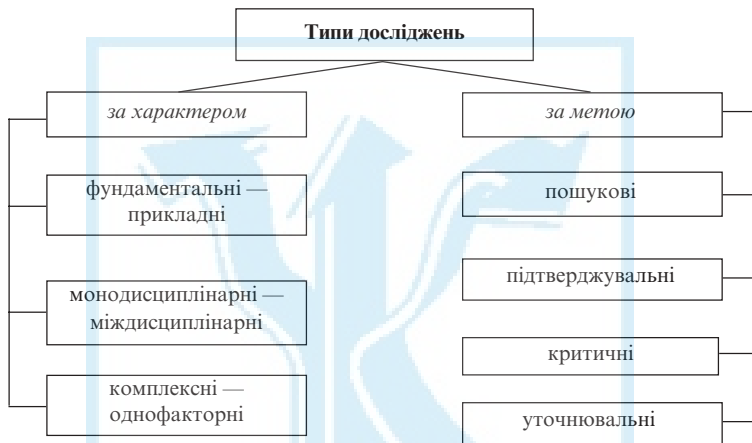 Типи досліджень
за характером
фундаментальні —
прикладні
монодисциплінарні —
міждисциплінарні
комплексні —
однофакторні
за метою
пошукові
підтверджувальні
критичні
уточнювальні